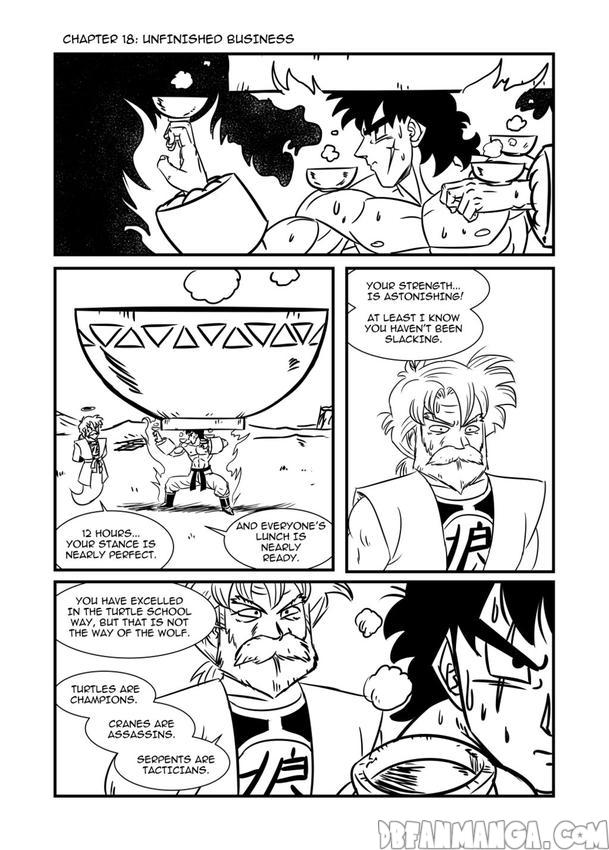 CHAPTER 18: UNFINISHED BUSINESS
12 HOURS...
YOUR STANCE IS
NEARLY PERFECT.
AND EVERYONE'S
LUNCH IS
NEARLY
READY.
YOUR STRENGTH...
IS ASTONISHING!
AT LEAST I KNOW
YOU HAVEN'T BEEN
SLACKING.
狼
YOU HAVE EXCELLED
IN THE TURTLE SCHOOL
WAY, BUT THAT IS NOT
THE WAY OF THE WOLF.
TURTLES ARE
CHAMPIONS.
CRANES ARE
ASSASSINS.
SERPENTS ARE
TACTICIANS.
狼
DBFANMANGA.COM